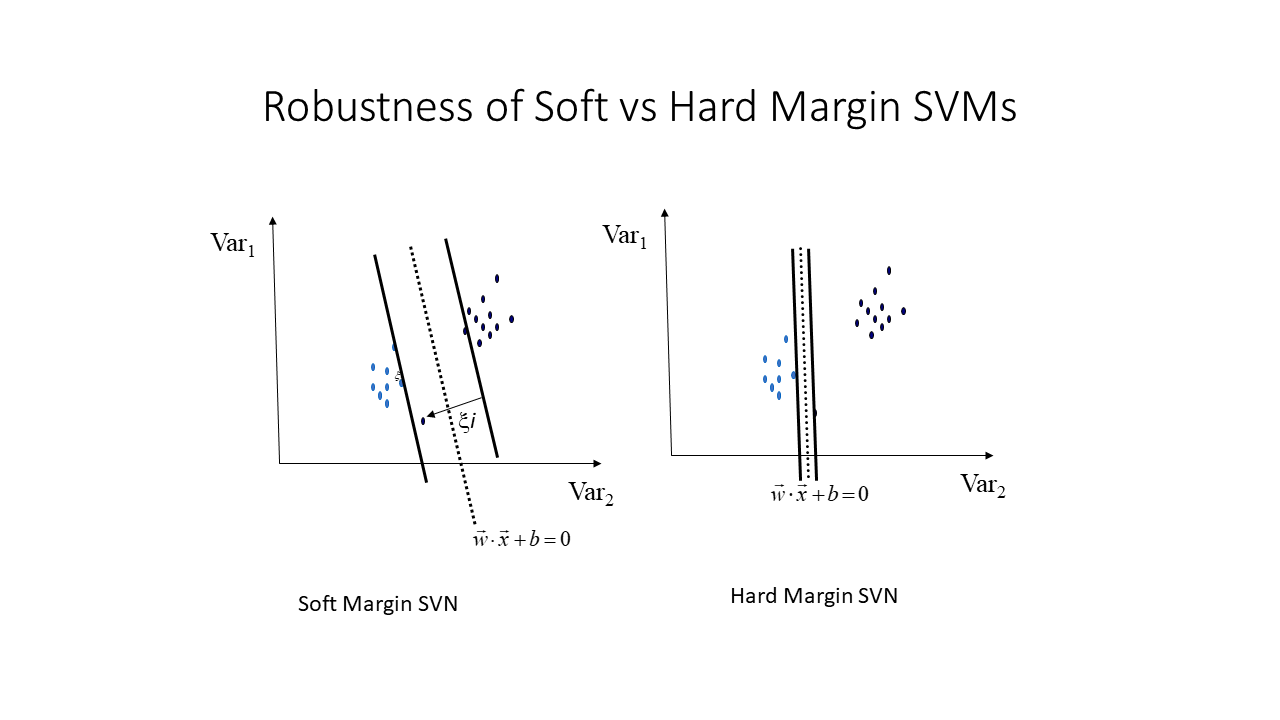 Robustness of Soft vs Hard Margin SVMs
Var₁
ξ
ξi
Var₂
w⃗ · x⃗ + b = 0
Soft Margin SVN
Var₁
Var₂
w⃗ · x⃗ + b = 0
Hard Margin SVN